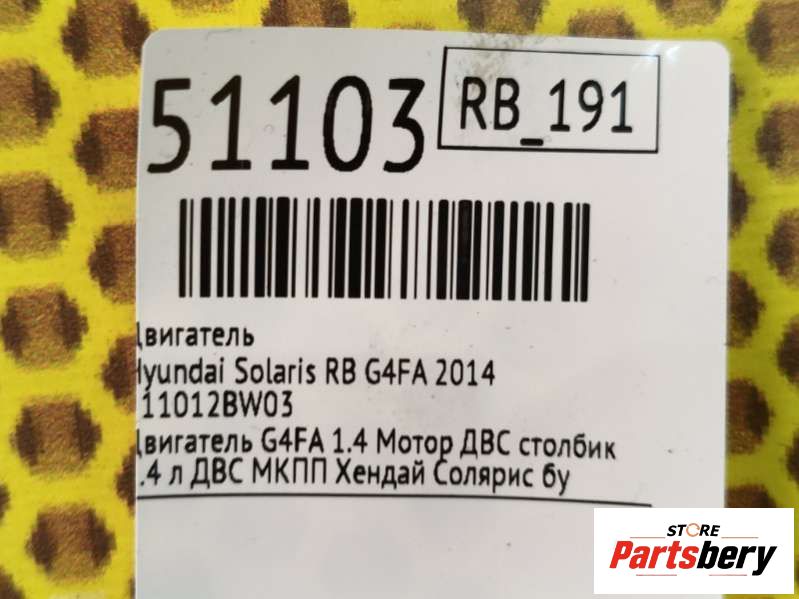 51103
RB_191
Двигатель
Hyundai Solaris RB G4FA 2014
11012BW03
Двигатель G4FA 1.4 Мотор ДВС столбик
.4 л ДВС МКПП Хендай Солярис бу
STORE
Partsbery